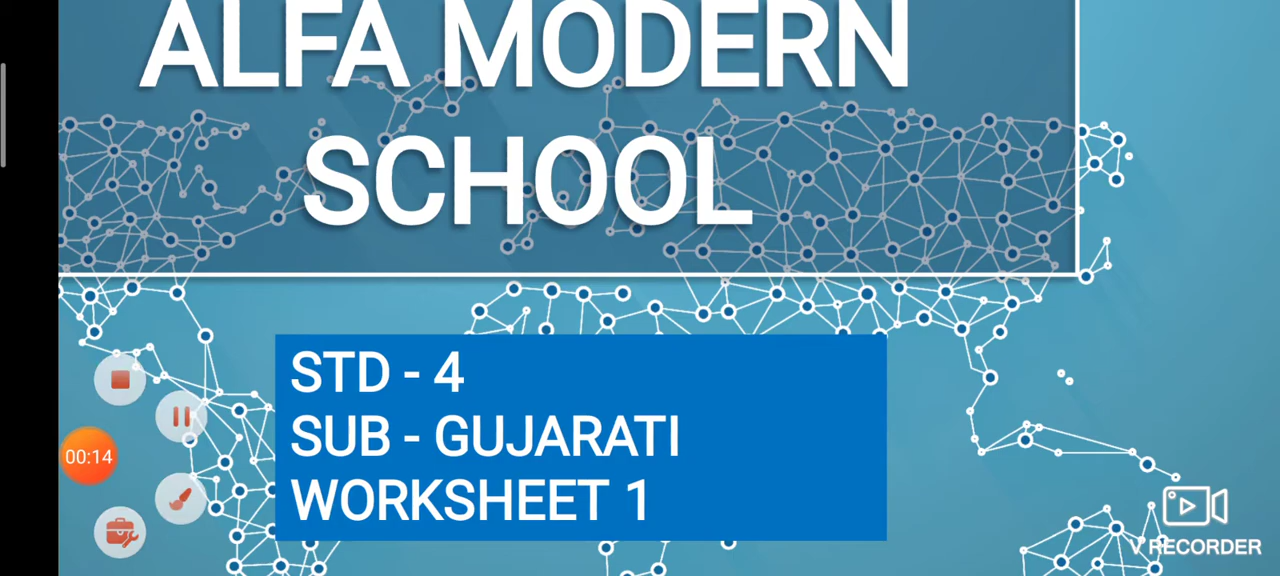 ALFA MODERN
SCHOOL
STD - 4
SUB - GUJARATI
WORKSHEET 1
00:14
V RECORDER